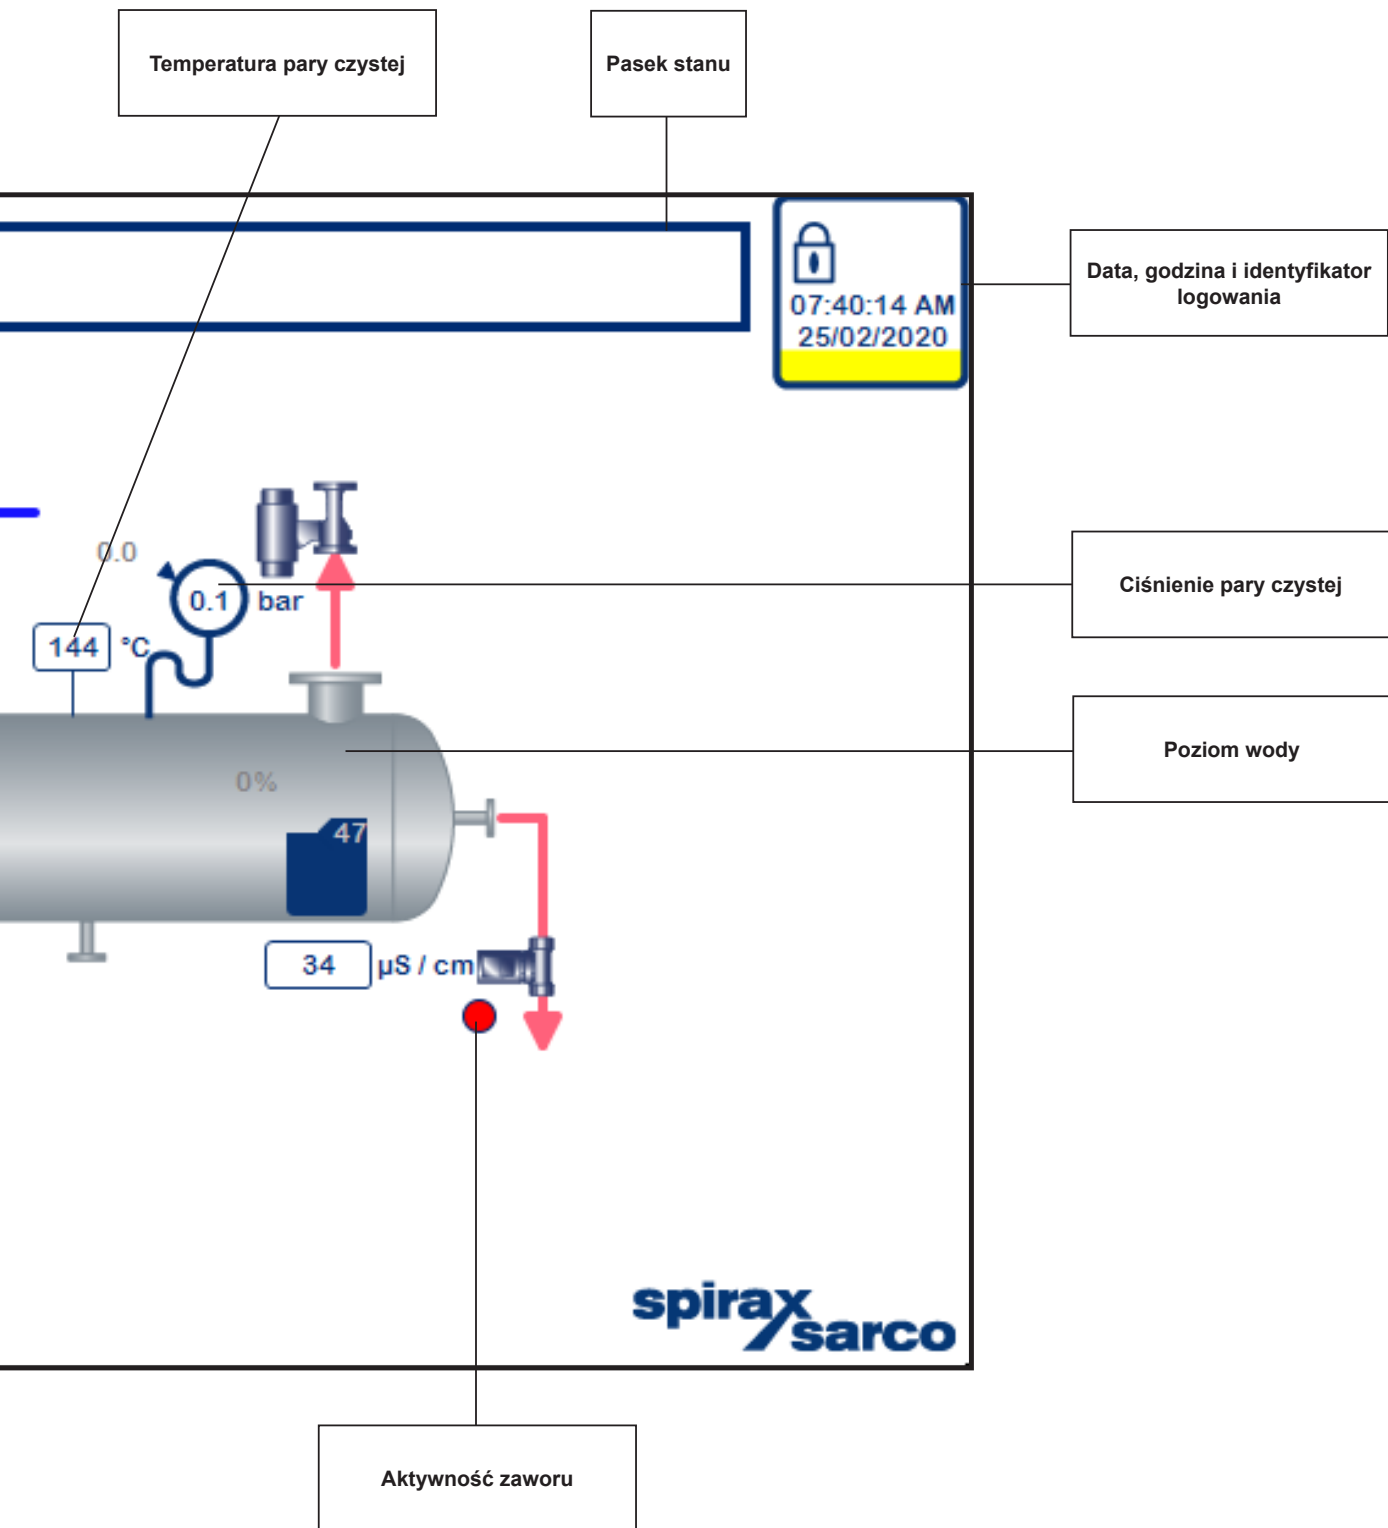 Temperatura pary czystej
Pasek stanu
07:40:14 AM
25/02/2020
Data, godzina i identyfikator
logowania
0.0
0.1 bar
144 °C
Ciśnienie pary czystej
Poziom wody
0%
47
34 µS / cm
spirax
sarco
Aktywność zaworu